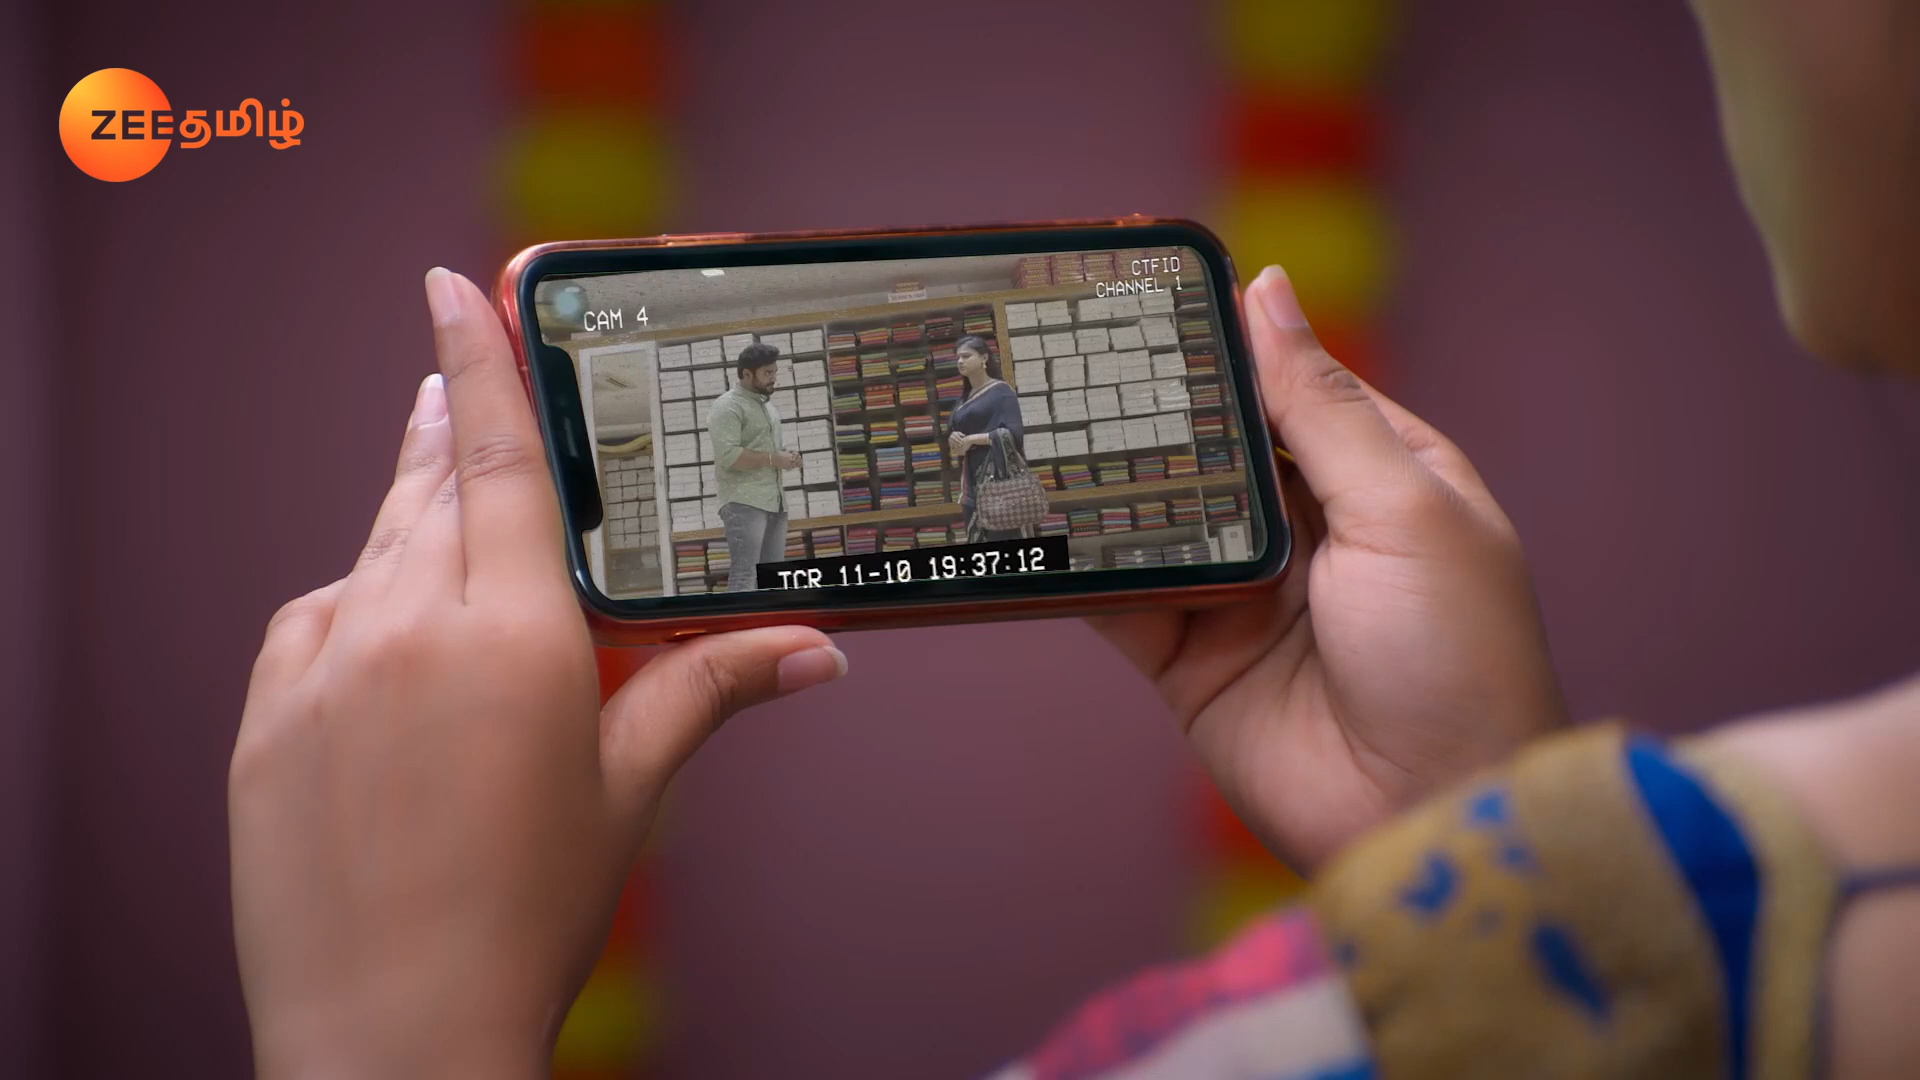 ZEEதமிழ்
CTFID
CHANNEL 1
CAM 4
TCR 11-10 19:37:12